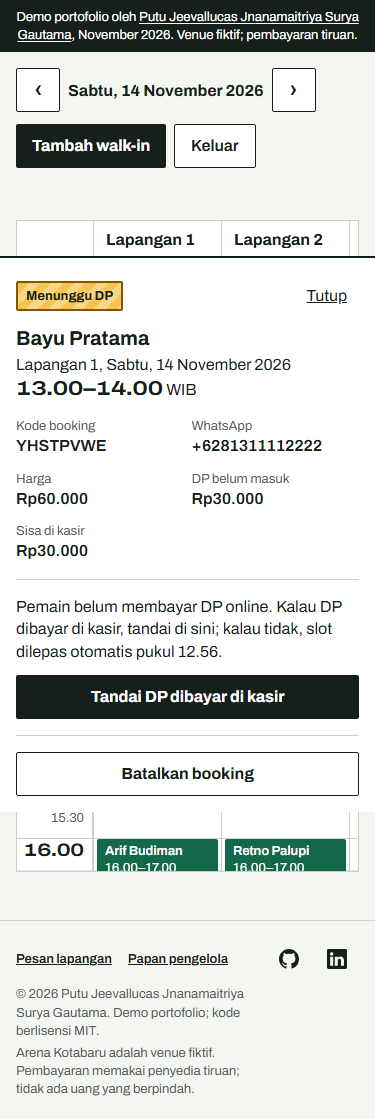 Demo portofolio oleh Putu Jeevallucas Jnanamaitriya Surya
Gautama, November 2026. Venue fiktif; pembayaran tiruan.
‹ Sabtu, 14 November 2026 ›
Tambah walk-in Keluar
Lapangan 1 Lapangan 2
Menunggu DP Tutup
Bayu Pratama
Lapangan 1, Sabtu, 14 November 2026
13.00–14.00 WIB
Kode booking WhatsApp
YHSTPVWE +6281311112222
Harga DP belum masuk
Rp60.000 Rp30.000
Sisa di kasir
Rp30.000
Pemain belum membayar DP online. Kalau DP
dibayar di kasir, tandai di sini; kalau tidak, slot
dilepas otomatis pukul 12.56.
Tandai DP dibayar di kasir
Batalkan booking
15.30
16.00 Arif Budiman Retno Palupi
16.00–17.00 16.00–17.00
Pesan lapangan Papan pengelola
© 2026 Putu Jeevallucas Jnanamaitriya
Surya Gautama. Demo portofolio; kode
berlisensi MIT.
Arena Kotabaru adalah venue fiktif.
Pembayaran memakai penyedia tiruan;
tidak ada uang yang berpindah.